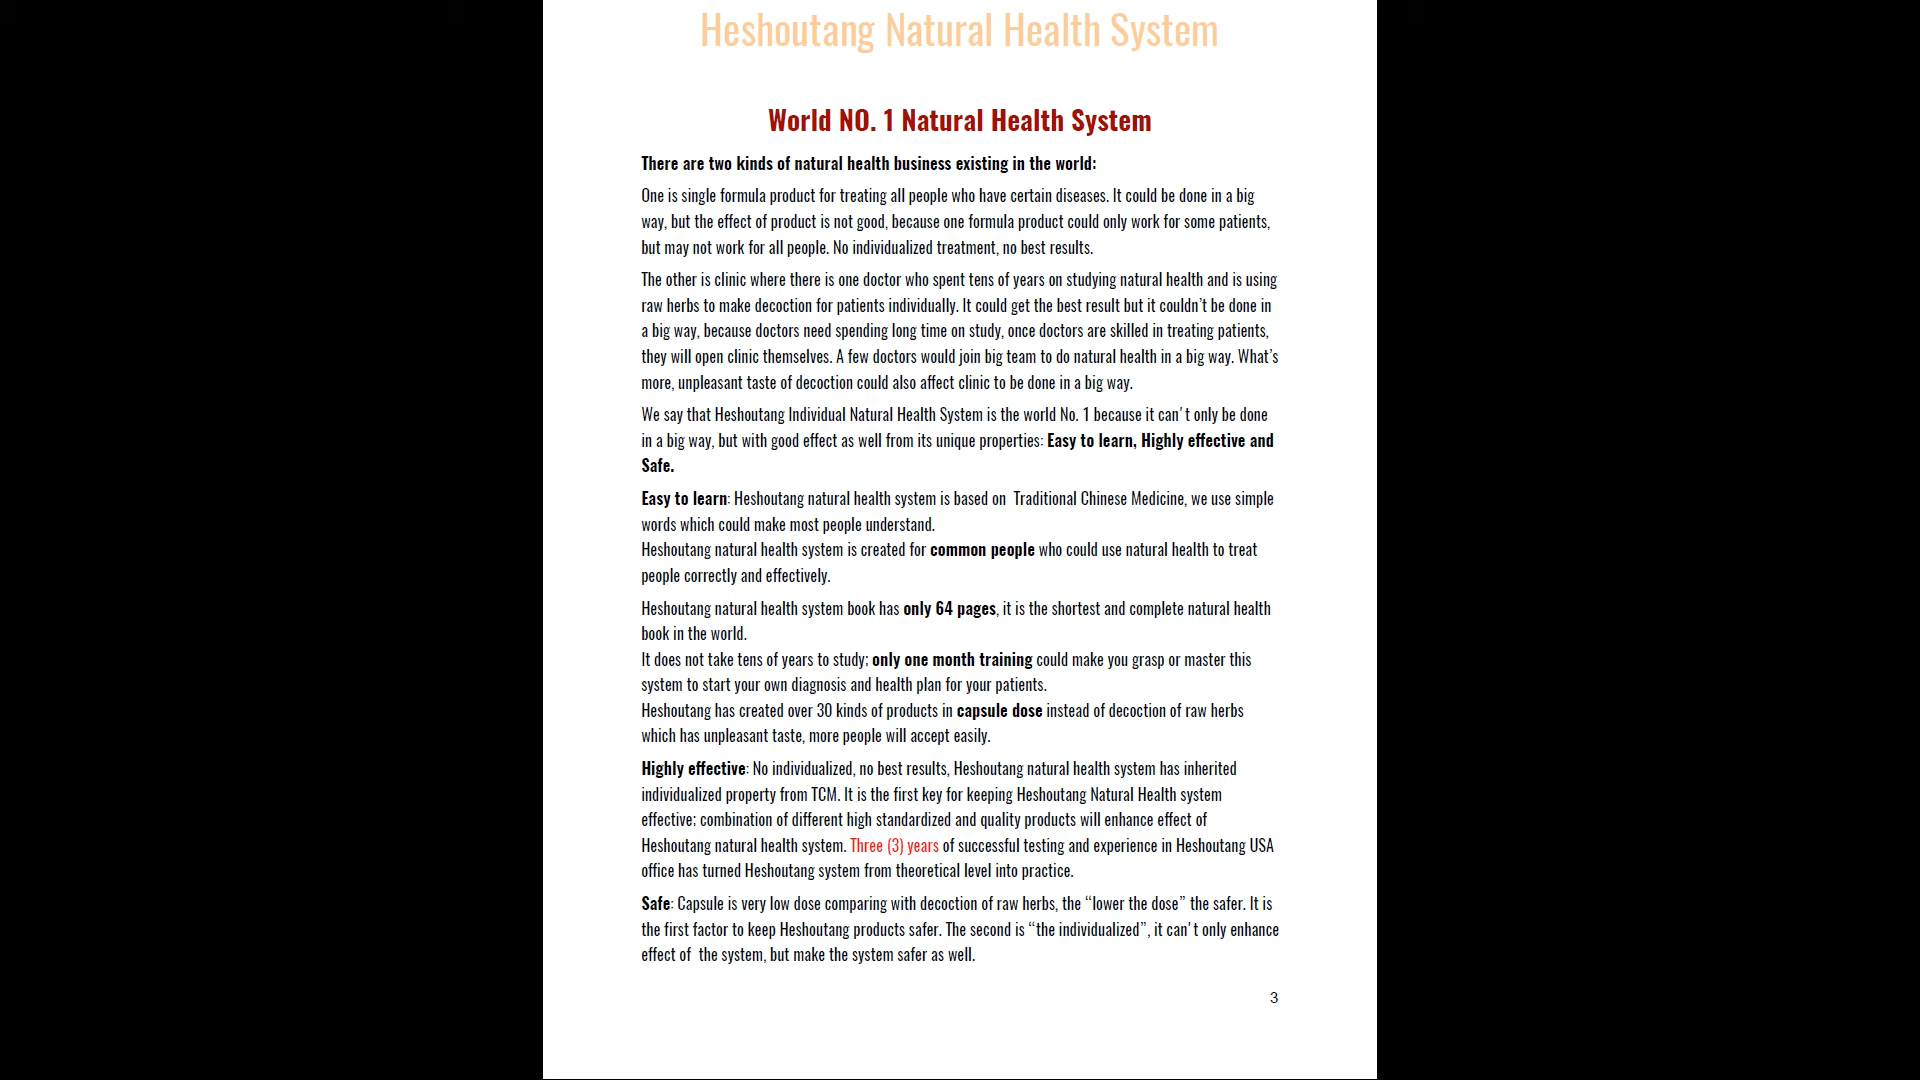 Heshoutang Natural Health System
World NO. 1 Natural Health System
There are two kinds of natural health business existing in the world:
One is single formula product for treating all people who have certain diseases. It could be done in a big
way, but the effect of product is not good, because one formula product could only work for some patients,
but may not work for all people. No individualized treatment, no best results.
The other is clinic where there is one doctor who spent tens of years on studying natural health and is using
raw herbs to make decoction for patients individually. It could get the best result but it couldn't be done in
a big way, because doctors need spending long time on study, once doctors are skilled in treating patients,
they will open clinic themselves. A few doctors would join big team to do natural health in a big way. What's
more, unpleasant taste of decoction could also affect clinic to be done in a big way.
We say that Heshoutang Individual Natural Health System is the world No. 1 because it can't only be done
in a big way, but with good effect as well from its unique properties: Easy to learn, Highly effective and
Safe.
Easy to learn: Heshoutang natural health system is based on Traditional Chinese Medicine, we use simple
words which could make most people understand.
Heshoutang natural health system is created for common people who could use natural health to treat
people correctly and effectively.
Heshoutang natural health system book has only 64 pages, it is the shortest and complete natural health
book in the world.
It does not take tens of years to study; only one month training could make you grasp or master this
system to start your own diagnosis and health plan for your patients.
Heshoutang has created over 30 kinds of products in capsule dose instead of decoction of raw herbs
which has unpleasant taste, more people will accept easily.
Highly effective: No individualized, no best results, Heshoutang natural health system has inherited
individualized property from TCM. It is the first key for keeping Heshoutang Natural Health system
effective; combination of different high standardized and quality products will enhance effect of
Heshoutang natural health system. Three (3) years of successful testing and experience in Heshoutang USA
office has turned Heshoutang system from theoretical level into practice.
Safe: Capsule is very low dose comparing with decoction of raw herbs, the “lower the dose” the safer. It is
the first factor to keep Heshoutang products safer. The second is “the individualized”, it can't only enhance
effect of the system, but make the system safer as well.
3